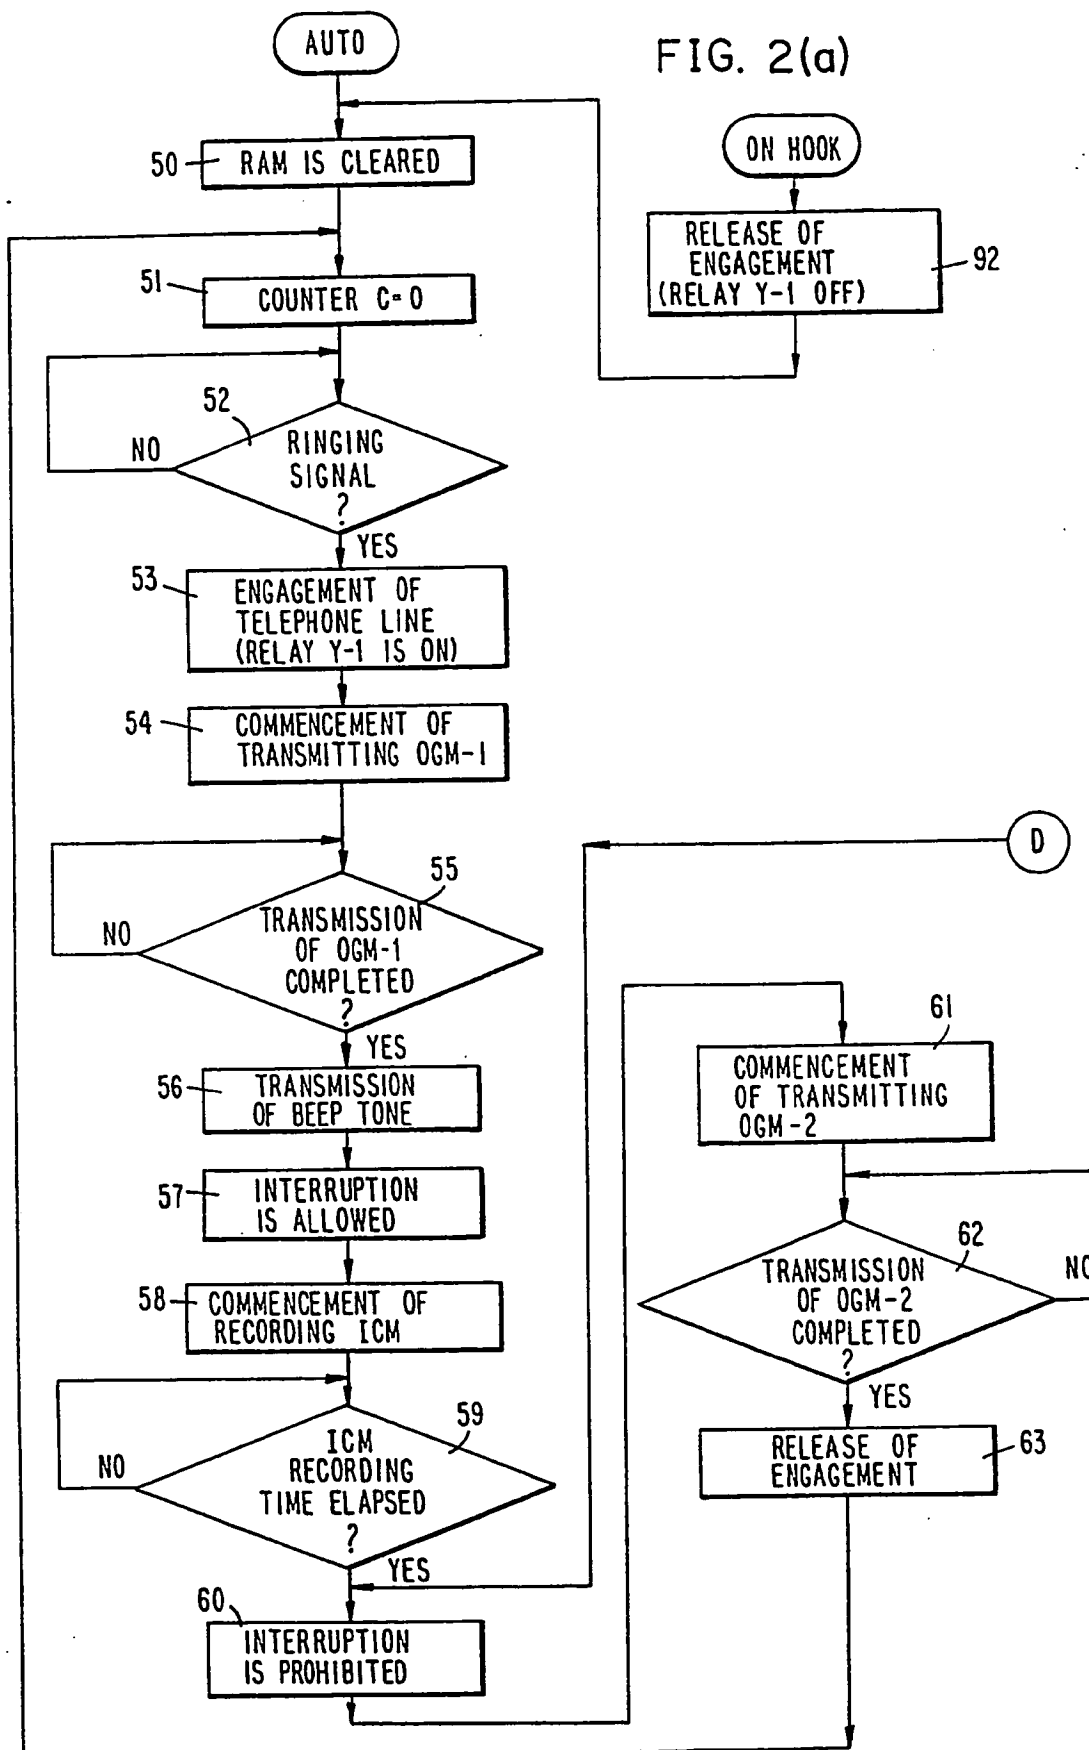 AUTO
FIG. 2(a)
50
RAM IS CLEARED
ON HOOK
RELEASE OF
ENGAGEMENT
(RELAY Y-1 OFF)
92
51
COUNTER C=0
52
NO
RINGING
SIGNAL
?
YES
53
ENGAGEMENT OF
TELEPHONE LINE
(RELAY Y-1 IS ON)
54
COMMENCEMENT OF
TRANSMITTING OGM-1
D
55
NO
TRANSMISSION
OF OGM-1
COMPLETED
?
YES
56
TRANSMISSION
OF BEEP TONE
57
INTERRUPTION
IS ALLOWED
58
COMMENCEMENT OF
RECORDING ICM
59
NO
ICM
RECORDING
TIME ELAPSED
?
YES
60
INTERRUPTION
IS PROHIBITED
61
COMMENCEMENT
OF TRANSMITTING
OGM-2
62
NO
TRANSMISSION
OF OGM-2
COMPLETED
?
YES
RELEASE OF
ENGAGEMENT
63